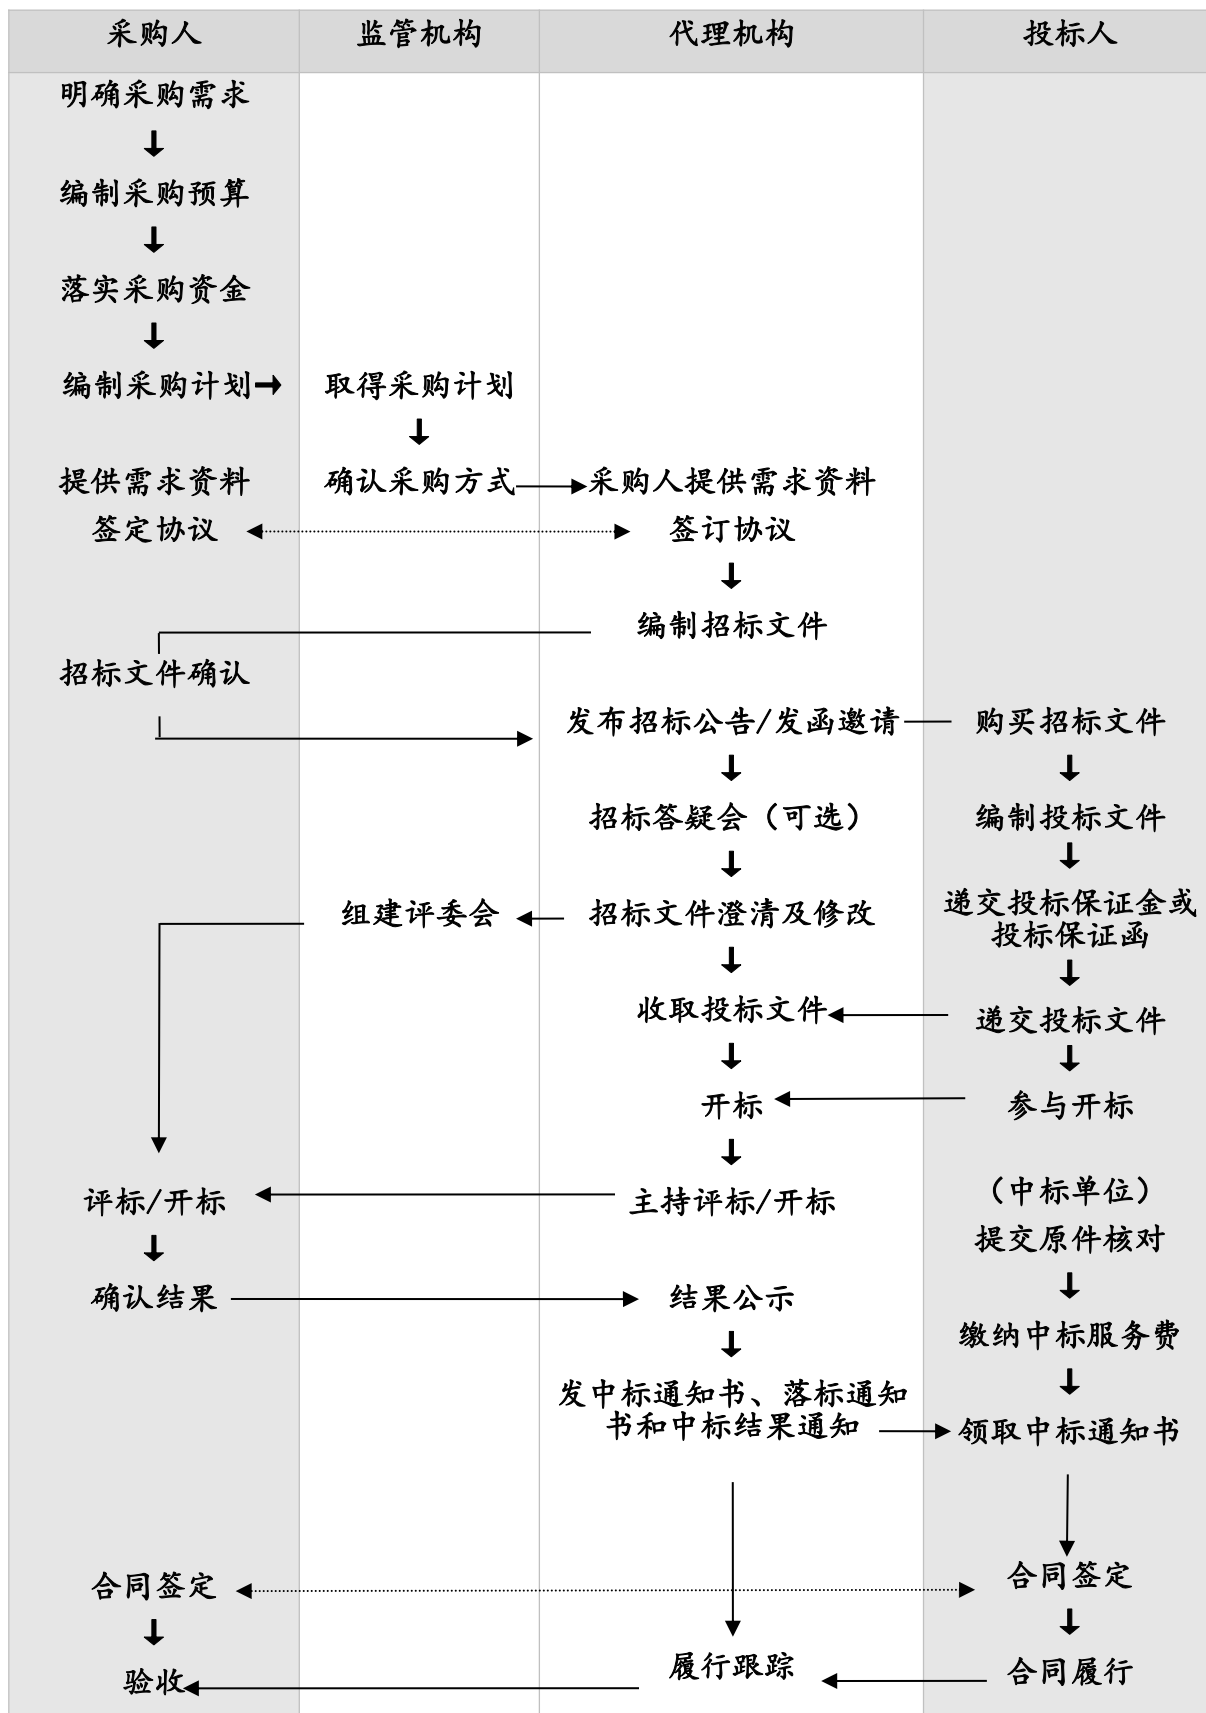 采购人 监管机构 代理机构 投标人
明确采购需求
编制采购预算
落实采购资金
编制采购计划 取得采购计划
提供需求资料 确认采购方式 采购人提供需求资料
签定协议 签订协议
编制招标文件
招标文件确认
发布招标公告/发函邀请 购买招标文件
招标答疑会（可选） 编制投标文件
组建评委会 招标文件澄清及修改 递交投标保证金或
投标保证函
收取投标文件 递交投标文件
开标 参与开标
评标/开标 主持评标/开标 （中标单位）
提交原件核对
确认结果 结果公示
缴纳中标服务费
发中标通知书、落标通知
书和中标结果通知 领取中标通知书
合同签定 合同签定
验收 履行跟踪 合同履行